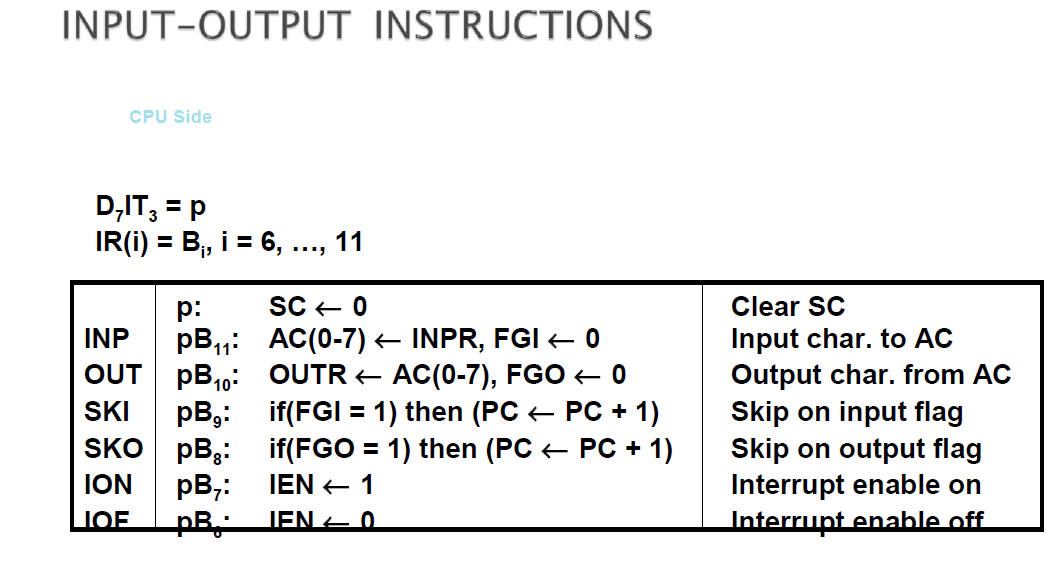 INPUT-OUTPUT INSTRUCTIONS
CPU Side
D₇IT₃ = p
IR(i) = Bᵢ, i = 6, …, 11
p: SC ← 0 Clear SC
INP pB₁₁: AC(0-7) ← INPR, FGI ← 0 Input char. to AC
OUT pB₁₀: OUTR ← AC(0-7), FGO ← 0 Output char. from AC
SKI pB₉: if(FGI = 1) then (PC ← PC + 1) Skip on input flag
SKO pB₈: if(FGO = 1) then (PC ← PC + 1) Skip on output flag
ION pB₇: IEN ← 1 Interrupt enable on
IOF pB₆: IEN ← 0 Interrupt enable off